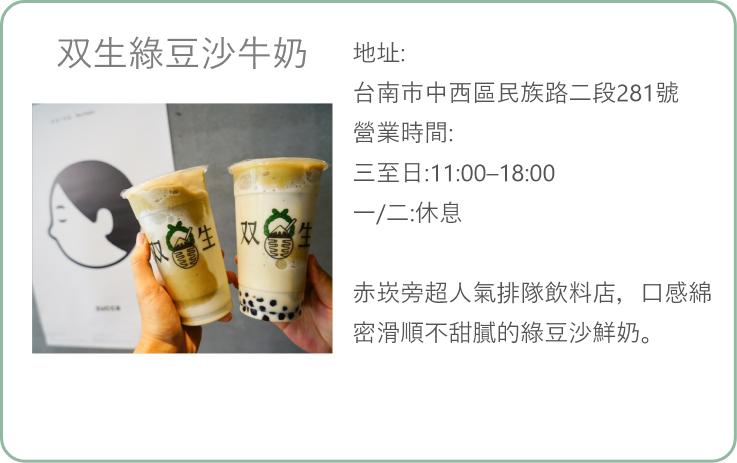 双生綠豆沙牛奶
地址:
台南市中西區民族路二段281號
營業時間:
三至日:11:00–18:00
一/二:休息
赤崁旁超人氣排隊飲料店，口感綿
密滑順不甜膩的綠豆沙鮮奶。
双生
双生
SUCCA